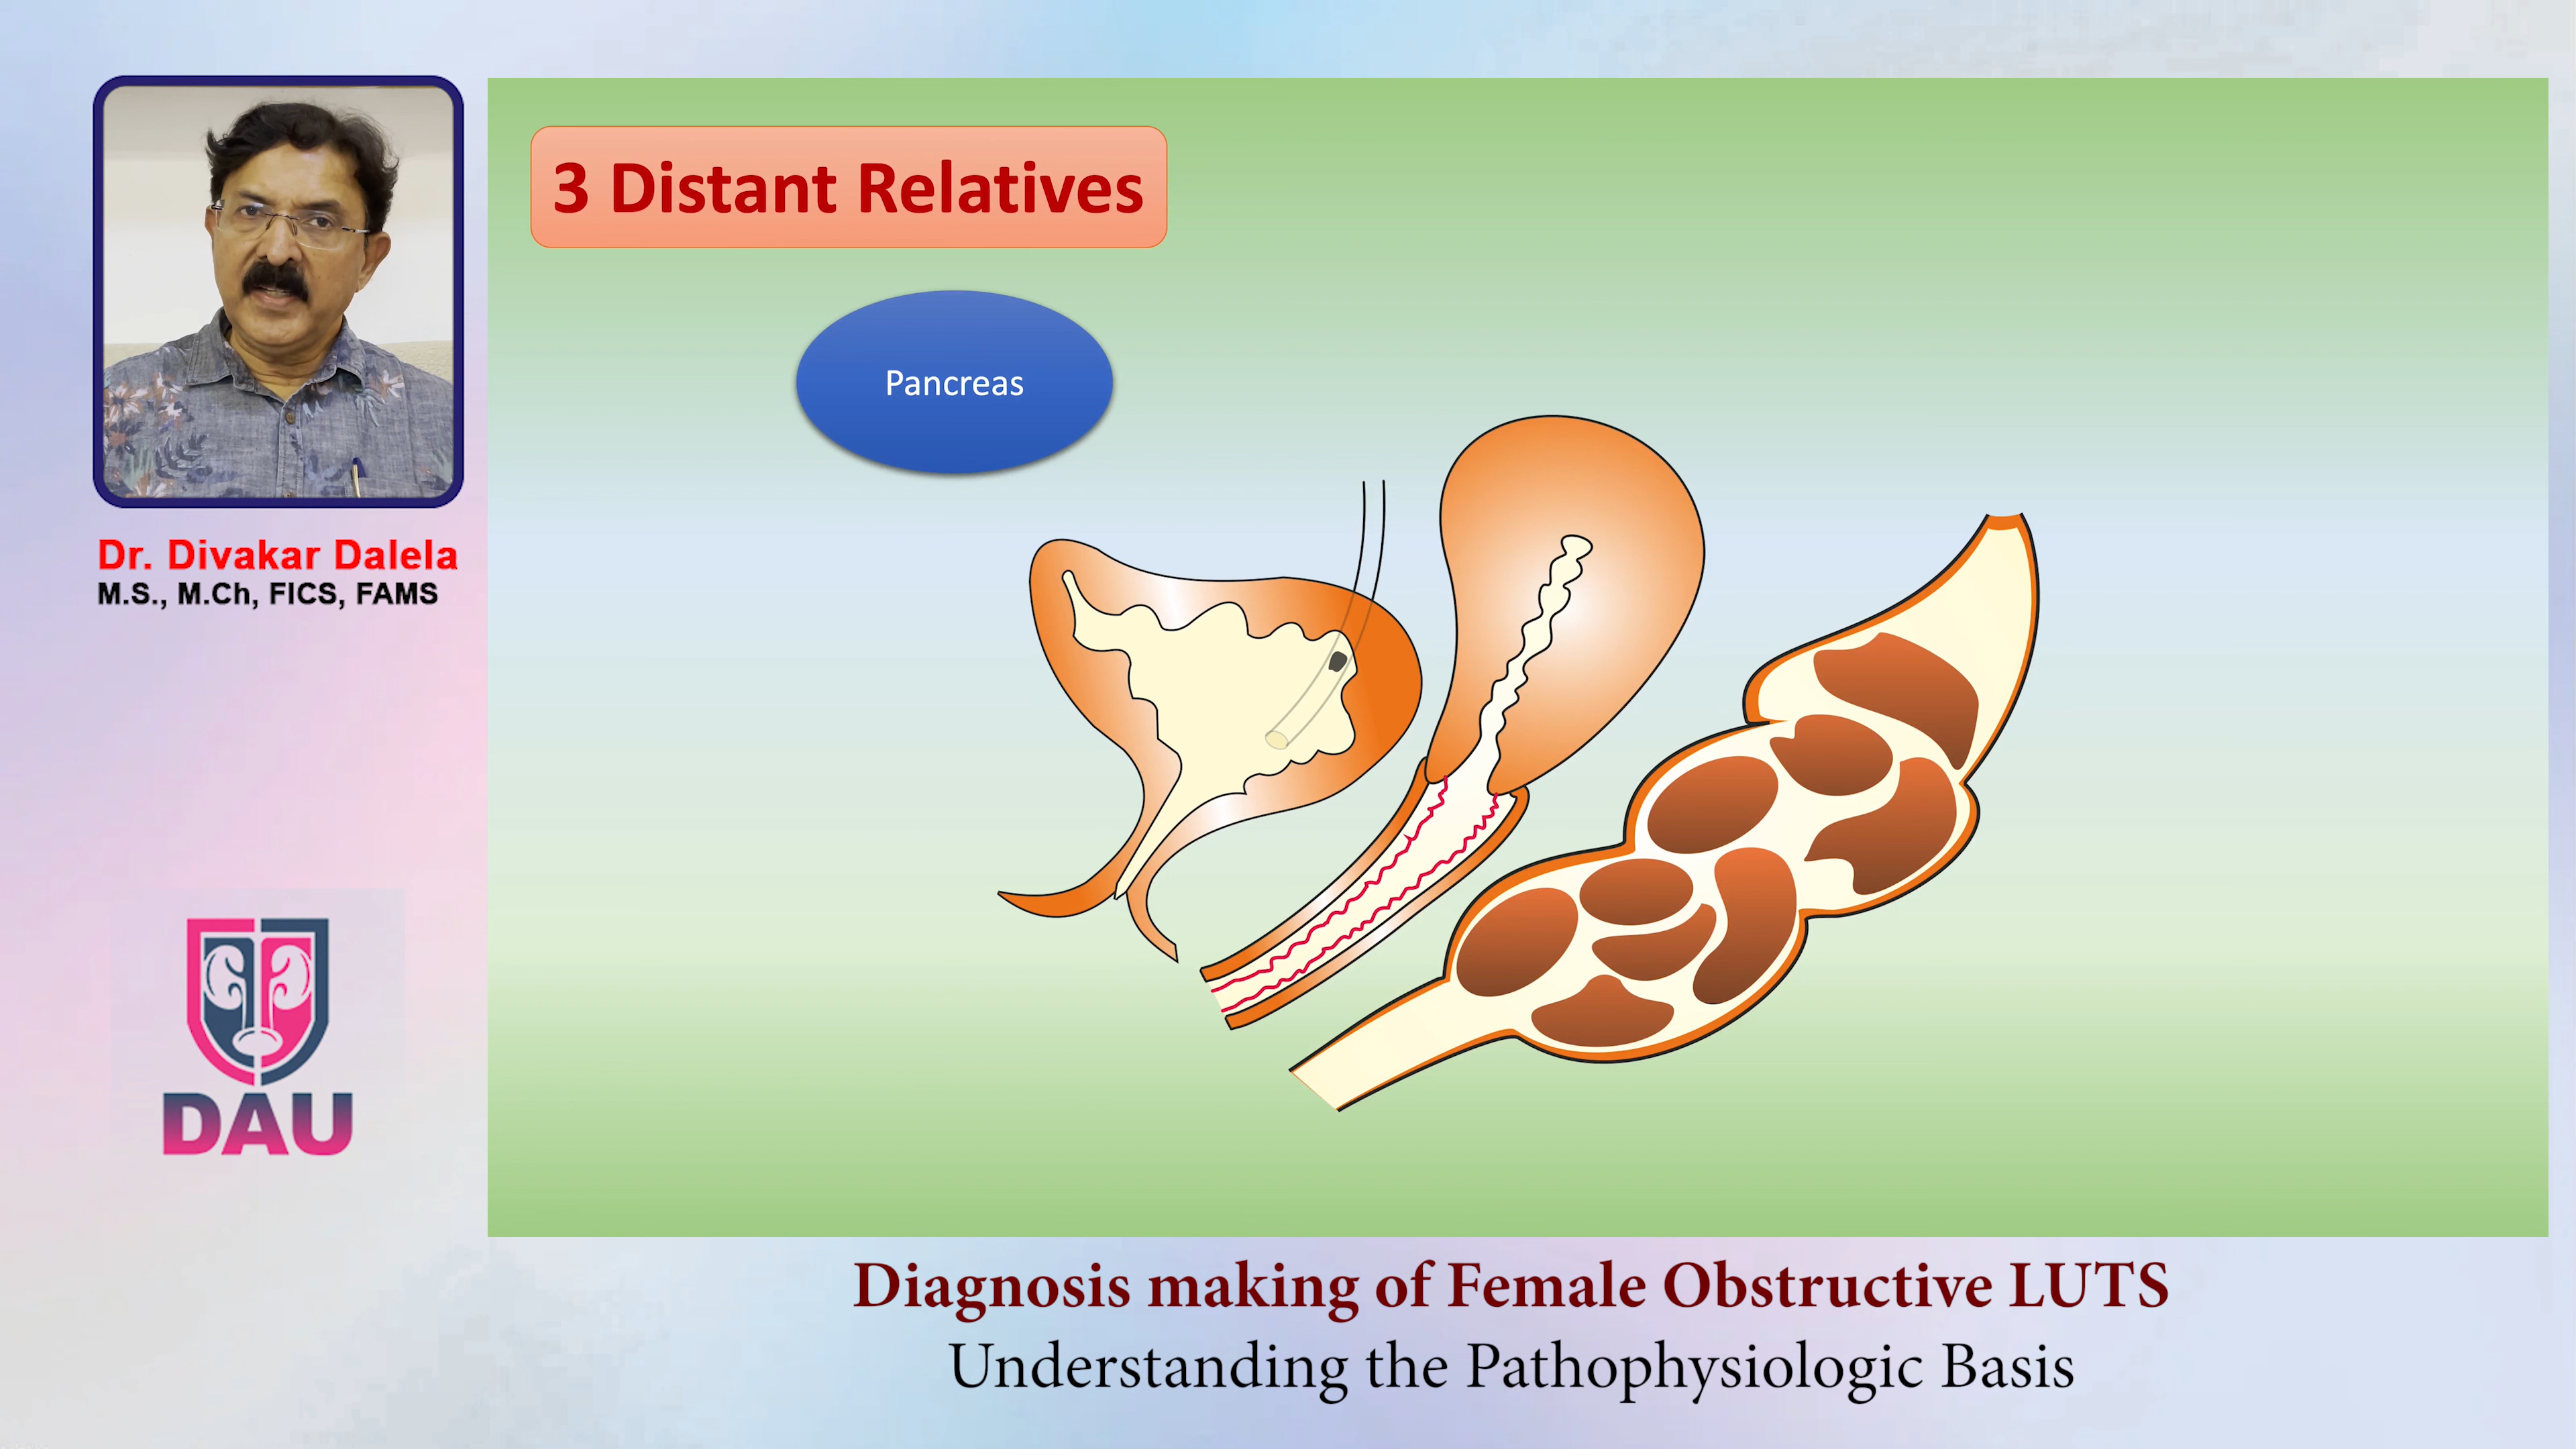 3 Distant Relatives
Pancreas
Dr. Divakar Dalela
M.S., M.Ch, FICS, FAMS
DAU
Diagnosis making of Female Obstructive LUTS
Understanding the Pathophysiologic Basis